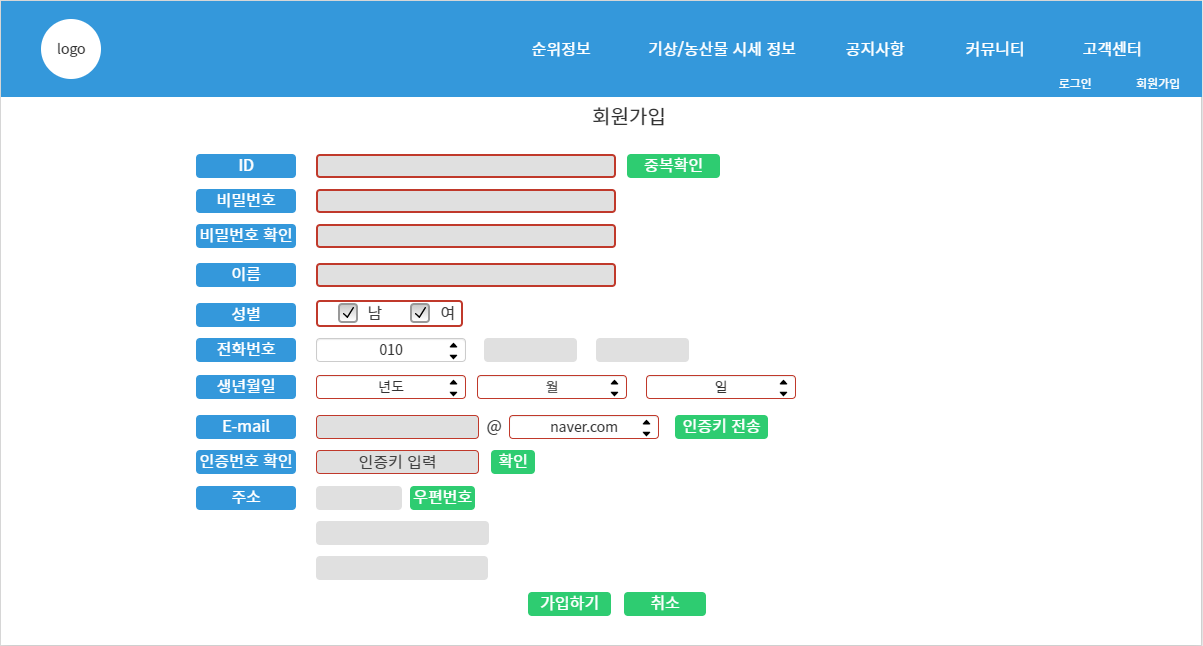 logo
순위정보 기상/농산물 시세 정보 공지사항 커뮤니티 고객센터
로그인 회원가입
회원가입
ID 중복확인
비밀번호
비밀번호 확인
이름
성별 남 여
전화번호 010
생년월일 년도 월 일
E-mail @ naver.com 인증키 전송
인증번호 확인 인증키 입력 확인
주소 우편번호
가입하기 취소